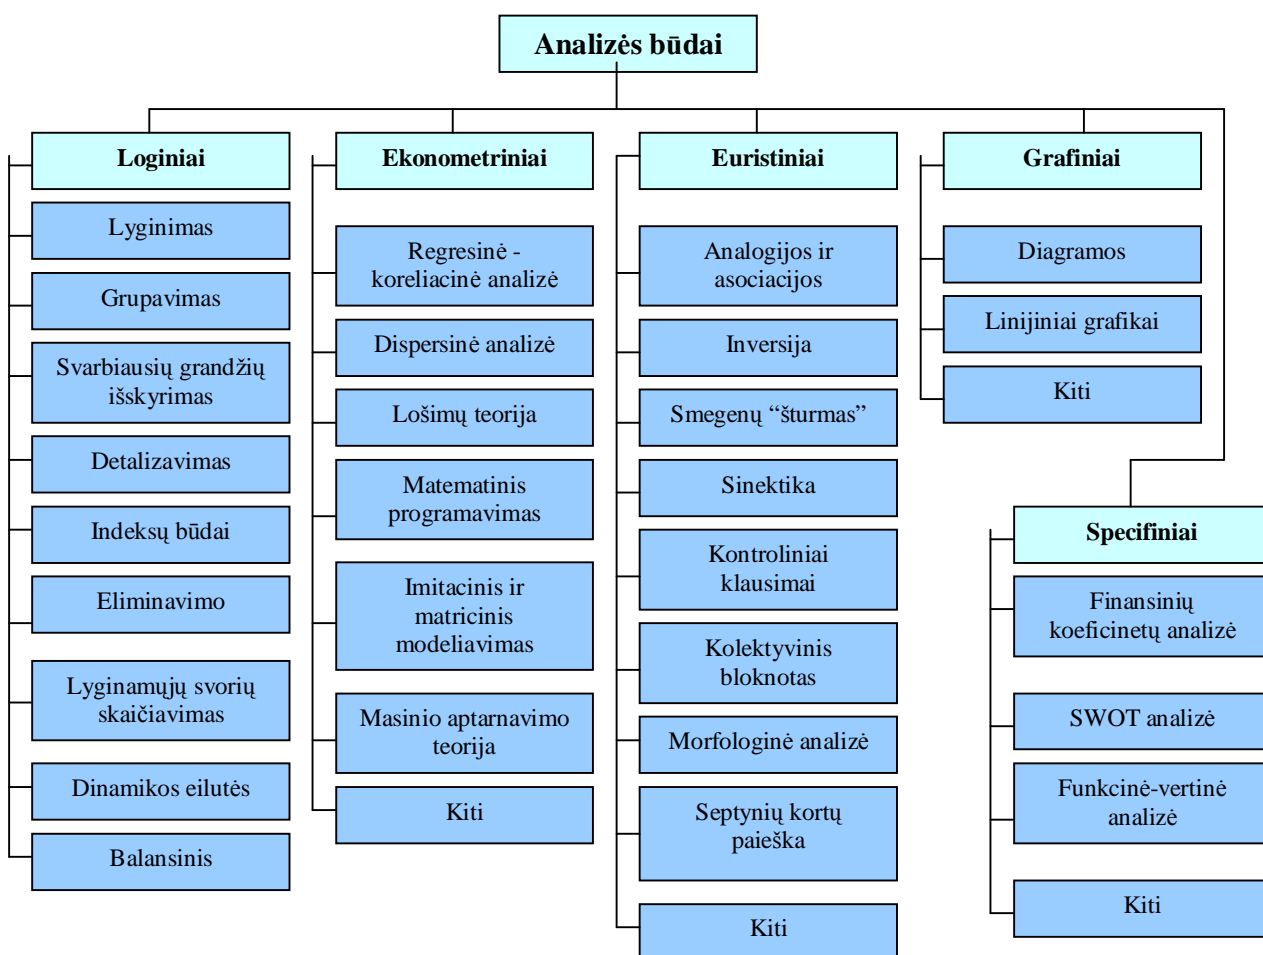 Analizės būdai
Loginiai
Lyginimas
Grupavimas
Svarbiausių grandžių
išskyrimas
Detalizavimas
Indeksų būdai
Eliminavimo
Lyginamųjų svorių
skaičiavimas
Dinamikos eilutės
Balansinis
Ekonometriniai
Regresinė -
koreliacinė analizė
Dispersinė analizė
Lošimų teorija
Matematinis
programavimas
Imitacinis ir
matricinis
modeliavimas
Masinio aptarnavimo
teorija
Kiti
Euristiniai
Analogijos ir
asociacijos
Inversija
Smegenų “šturmas”
Sinektika
Kontroliniai
klausimai
Kolektyvinis
bloknotas
Morfologinė analizė
Septynių kortų
paieška
Kiti
Grafiniai
Diagramos
Linijiniai grafikai
Kiti
Specifiniai
Finansinių
koeficinetų analizė
SWOT analizė
Funkcinė-vertinė
analizė
Kiti